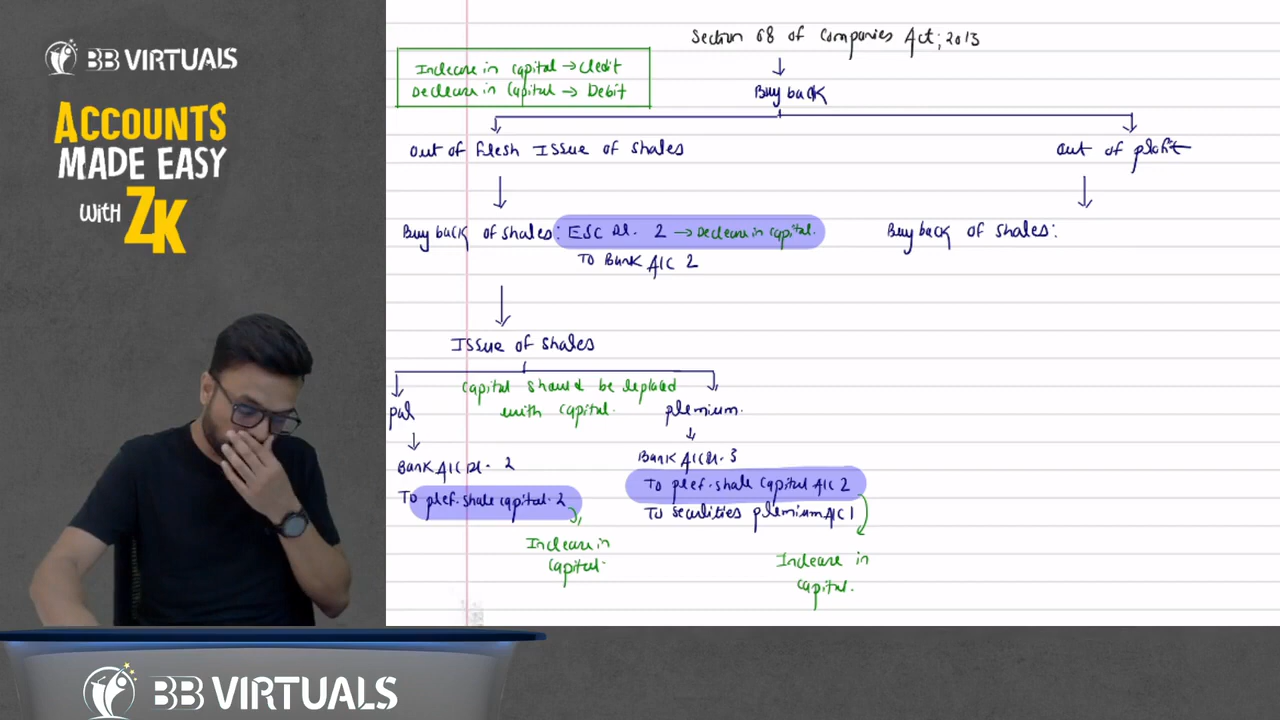 BB VIRTUALS
ACCOUNTS
MADE EASY
WITH ZK
Section 68 of Companies Act, 2013
Increase in capital → Credit
Decrease in Capital → Debit
Buy back
Out of Fresh Issue of shares
Out of profit
Buy back of shares: ESC Dr. 2 → Decrease in capital.
To Bank A/C 2
Buy back of shares:
Issue of shares
Capital should be replaced
with capital.
par
premium.
Bank A/C Dr. 2
To pref. share capital. 2
Increase in
capital.
Bank A/C Dr. 3
To pref. share capital A/C 2
To securities premium A/C 1
Increase in
capital.
BB VIRTUALS